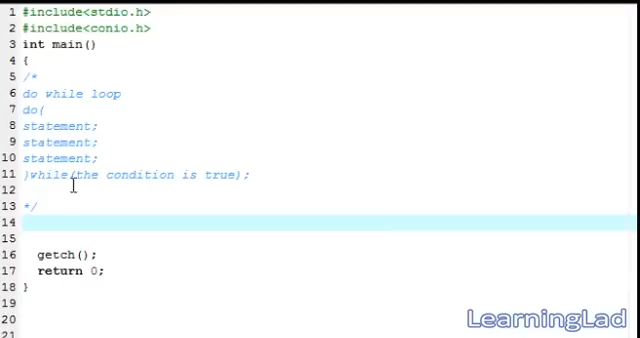 1 #include<stdio.h>
2 #include<conio.h>
3 int main()
4 {
5 /*
6 do while loop
7 do{
8 statement;
9 statement;
10 statement;
11 }while(the condition is true);
12
13 */
14
15
16 getch();
17 return 0;
18 }
19
20
21
LearningLad